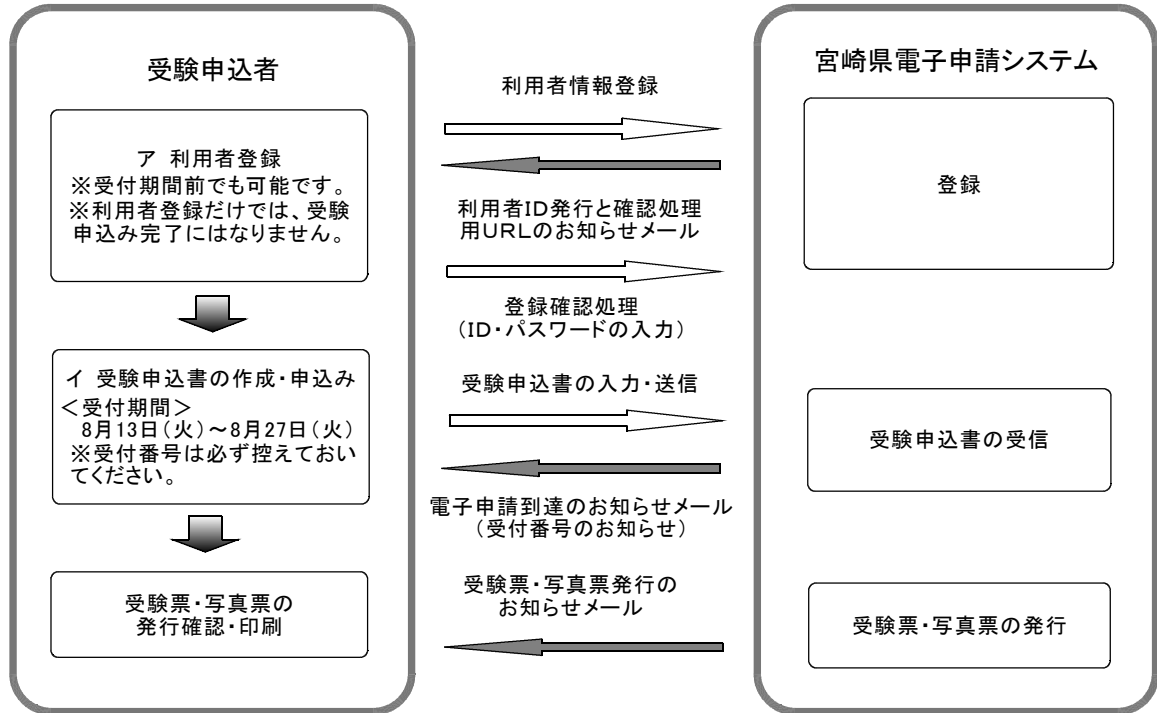 受験申込者
ア 利用者登録
※受付期間前でも可能です。
※利用者登録だけでは、受験
申込み完了にはなりません。
イ 受験申込書の作成・申込み
＜受付期間＞
8月13日（火）～8月27日（火）
※受付番号は必ず控えておい
てください。
受験票・写真票の
発行確認・印刷
利用者情報登録
利用者ID発行と確認処理
用URLのお知らせメール
登録確認処理
（ID・パスワードの入力）
受験申込書の入力・送信
電子申請到達のお知らせメール
（受付番号のお知らせ）
受験票・写真票発行の
お知らせメール
宮崎県電子申請システム
登録
受験申込書の受信
受験票・写真票の発行